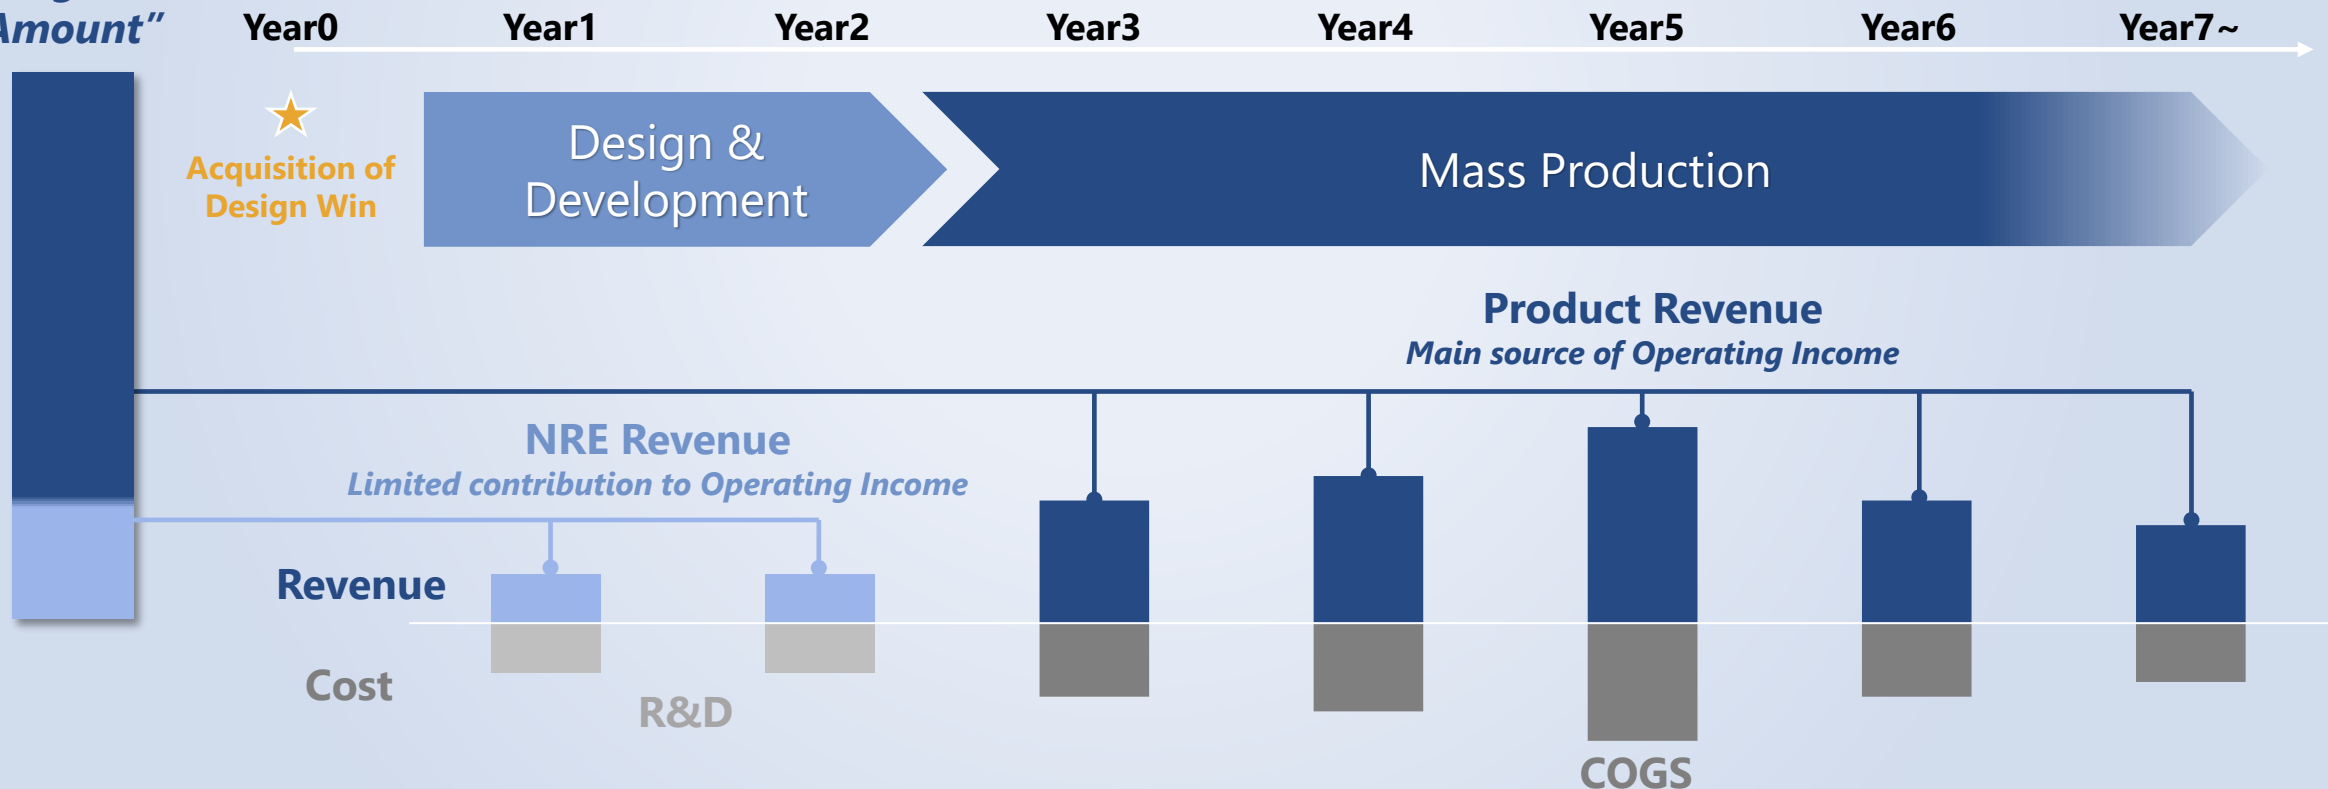 Amount”
Year0
Year1
Year2
Year3
Year4
Year5
Year6
Year7~
Acquisition of
Design Win
Design &
Development
Mass Production
Product Revenue
Main source of Operating Income
NRE Revenue
Limited contribution to Operating Income
Revenue
Cost
R&D
COGS